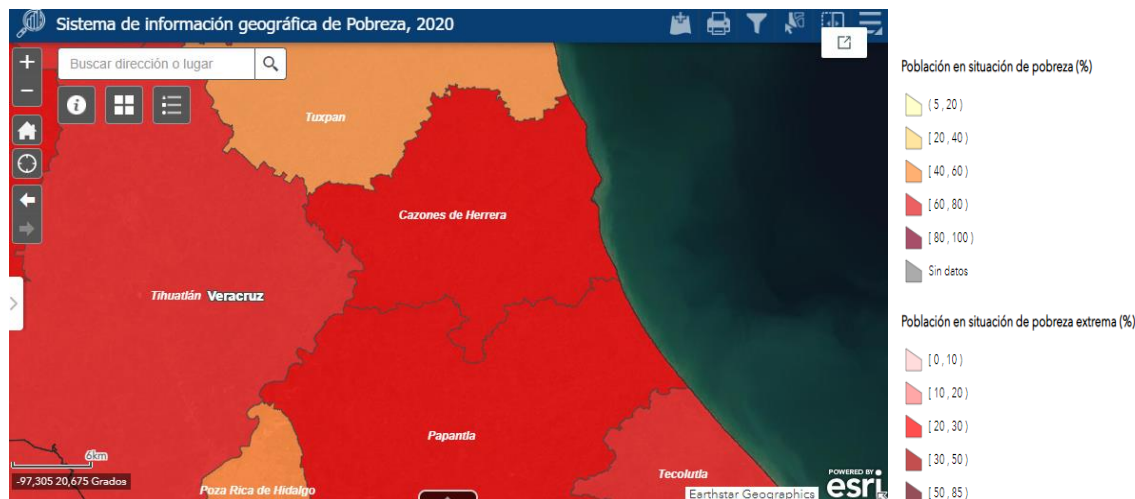 Sistema de información geográfica de Pobreza, 2020
Buscar dirección o lugar
Tuxpan
Cazones de Herrera
Tihuatlán Veracruz
Papantla
Tecolutla
Poza Rica de Hidalgo
6km
-97,305 20,675 Grados
POWERED BY
esri
Earthstar Geographics
Población en situación de pobreza (%)
( 5 , 20 )
[ 20 , 40 )
[ 40 , 60 )
[ 60 , 80 )
[ 80 , 100 )
Sin datos
Población en situación de pobreza extrema (%)
[ 0 , 10 )
[ 10 , 20 )
[ 20 , 30 )
[ 30 , 50 )
[ 50 , 85 )